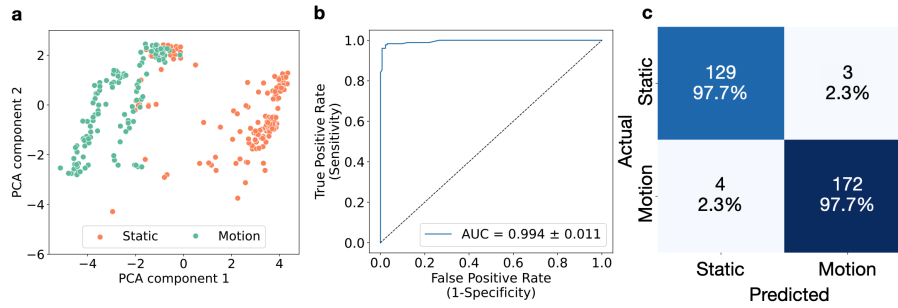 a
PCA component 2
2
0
−2
−4
−6
Static
Motion
−4
−2
0
2
4
PCA component 1
b
True Positive Rate
(Sensitivity)
1.0
0.8
0.6
0.4
0.2
0.0
AUC = 0.994 ± 0.011
0.0
0.2
0.4
0.6
0.8
1.0
False Positive Rate
(1-Specificity)
c
Actual
Static
Motion
129
97.7%
3
2.3%
4
2.3%
172
97.7%
Static
Motion
Predicted